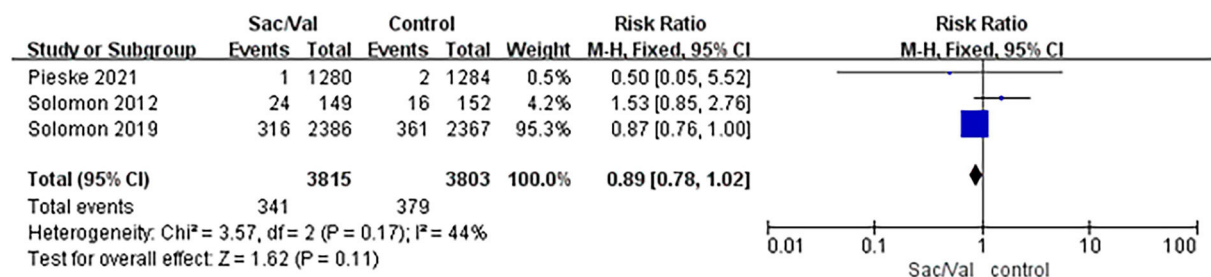 Sac/Val Control Risk Ratio Risk Ratio
Study or Subgroup Events Total Events Total Weight M-H, Fixed, 95% CI M-H, Fixed, 95% CI
Pieske 2021 1 1280 2 1284 0.5% 0.50 [0.05, 5.52]
Solomon 2012 24 149 16 152 4.2% 1.53 [0.85, 2.76]
Solomon 2019 316 2386 361 2367 95.3% 0.87 [0.76, 1.00]
Total (95% CI) 3815 3803 100.0% 0.89 [0.78, 1.02]
Total events 341 379
Heterogeneity: Chi² = 3.57, df = 2 (P = 0.17); I² = 44%
Test for overall effect: Z = 1.62 (P = 0.11)
0.01 0.1 1 10 100
Sac/Val control